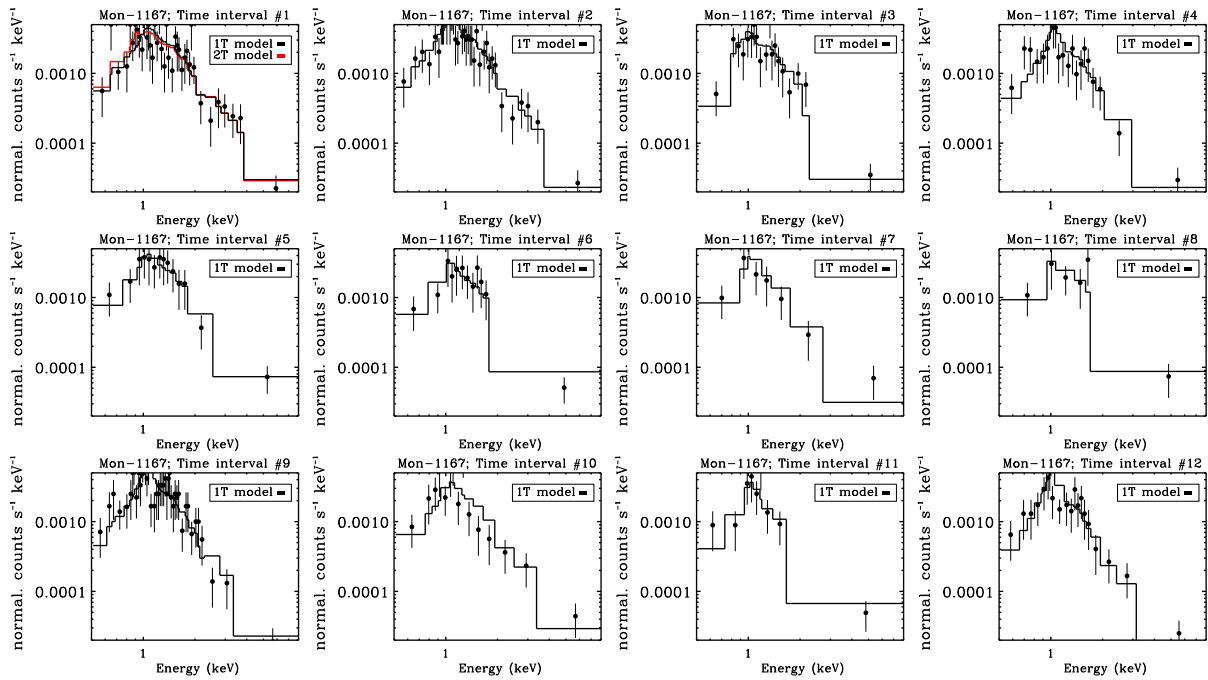 Mon-1167; Time interval #1
normal. counts s⁻¹ keV⁻¹
1T model
2T model
0.0010
0.0001
1
Energy (keV)
Mon-1167; Time interval #2
normal. counts s⁻¹ keV⁻¹
1T model
0.0010
0.0001
1
Energy (keV)
Mon-1167; Time interval #3
normal. counts s⁻¹ keV⁻¹
1T model
0.0010
0.0001
1
Energy (keV)
Mon-1167; Time interval #4
normal. counts s⁻¹ keV⁻¹
1T model
0.0010
0.0001
1
Energy (keV)
Mon-1167; Time interval #5
normal. counts s⁻¹ keV⁻¹
1T model
0.0010
0.0001
1
Energy (keV)
Mon-1167; Time interval #6
normal. counts s⁻¹ keV⁻¹
1T model
0.0010
0.0001
1
Energy (keV)
Mon-1167; Time interval #7
normal. counts s⁻¹ keV⁻¹
1T model
0.0010
0.0001
1
Energy (keV)
Mon-1167; Time interval #8
normal. counts s⁻¹ keV⁻¹
1T model
0.0010
0.0001
1
Energy (keV)
Mon-1167; Time interval #9
normal. counts s⁻¹ keV⁻¹
1T model
0.0010
0.0001
1
Energy (keV)
Mon-1167; Time interval #10
normal. counts s⁻¹ keV⁻¹
1T model
0.0010
0.0001
1
Energy (keV)
Mon-1167; Time interval #11
normal. counts s⁻¹ keV⁻¹
1T model
0.0010
0.0001
1
Energy (keV)
Mon-1167; Time interval #12
normal. counts s⁻¹ keV⁻¹
1T model
0.0010
0.0001
1
Energy (keV)